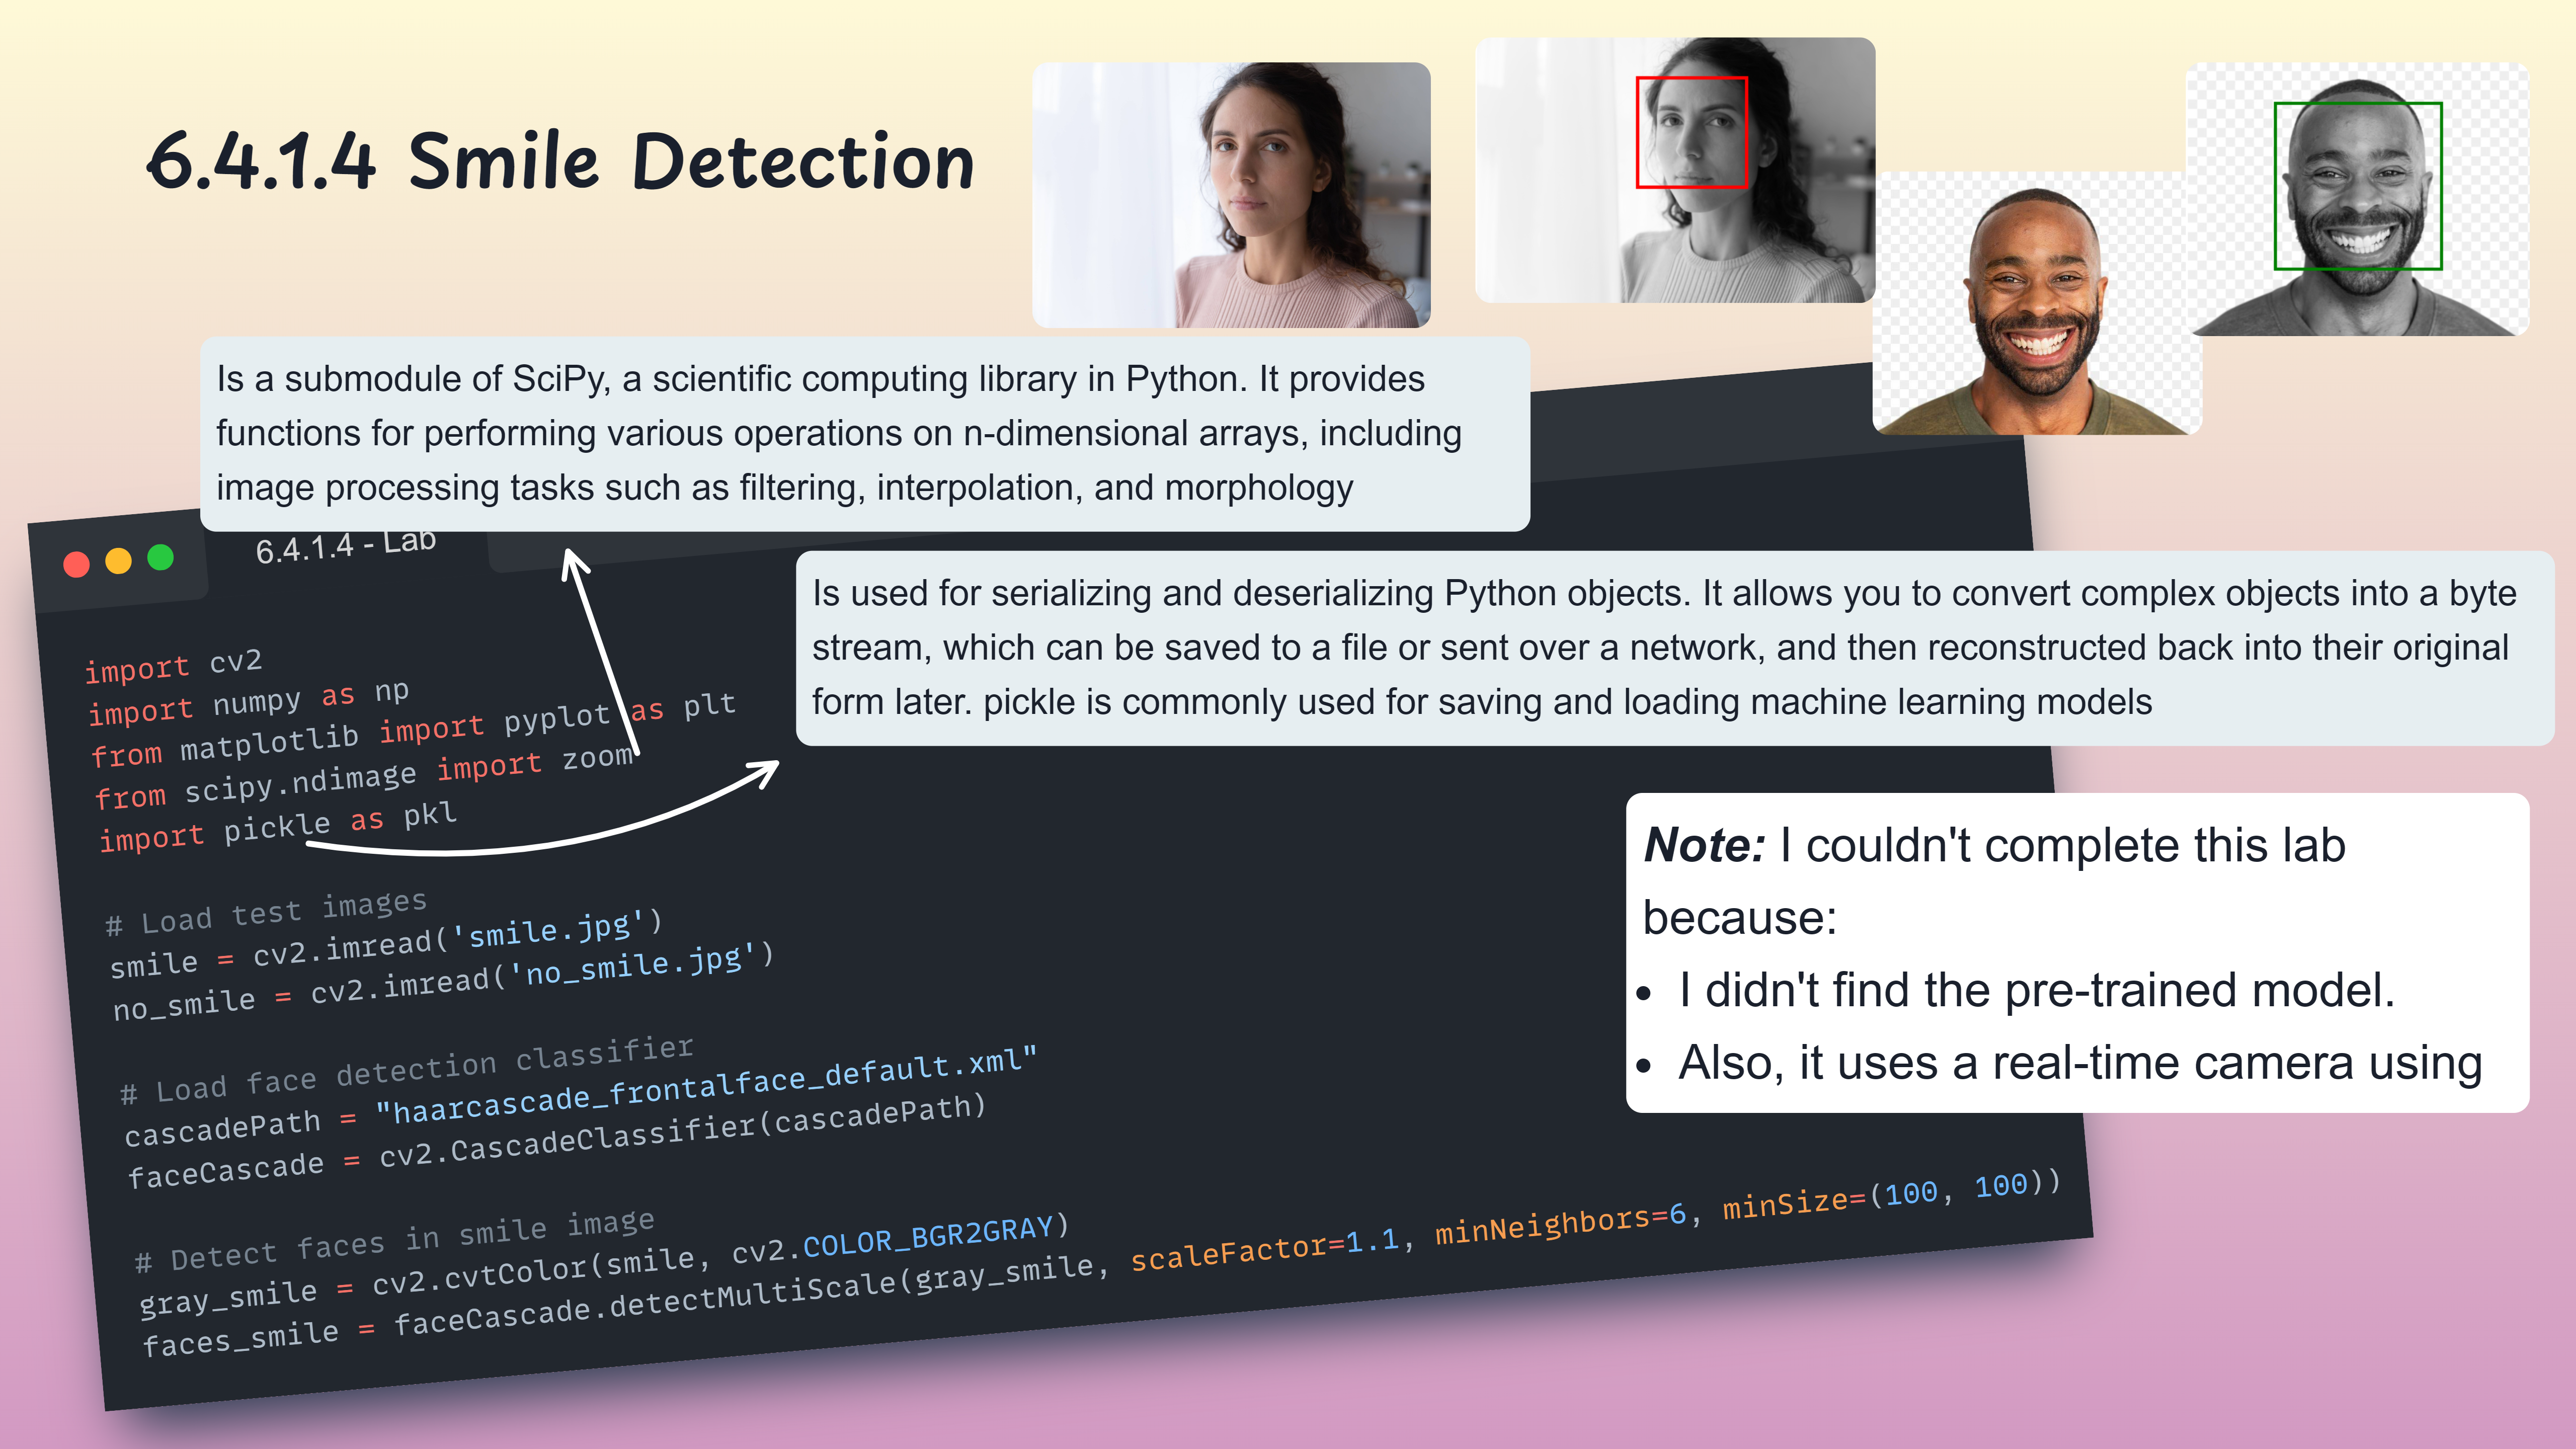 6.4.1.4 Smile Detection
Is a submodule of SciPy, a scientific computing library in Python. It provides
functions for performing various operations on n-dimensional arrays, including
image processing tasks such as filtering, interpolation, and morphology
6.4.1.4 - Lab
Is used for serializing and deserializing Python objects. It allows you to convert complex objects into a byte
stream, which can be saved to a file or sent over a network, and then reconstructed back into their original
form later. pickle is commonly used for saving and loading machine learning models
import cv2
import numpy as np
from matplotlib import pyplot as plt
from scipy.ndimage import zoom
import pickle as pkl
# Load test images
smile = cv2.imread('smile.jpg')
no_smile = cv2.imread('no_smile.jpg')
# Load face detection classifier
cascadePath = "haarcascade_frontalface_default.xml"
faceCascade = cv2.CascadeClassifier(cascadePath)
# Detect faces in smile image
gray_smile = cv2.cvtColor(smile, cv2.COLOR_BGR2GRAY)
faces_smile = faceCascade.detectMultiScale(gray_smile, scaleFactor=1.1, minNeighbors=6, minSize=(100, 100))
Note: I couldn't complete this lab
because:
• I didn't find the pre-trained model.
• Also, it uses a real-time camera using